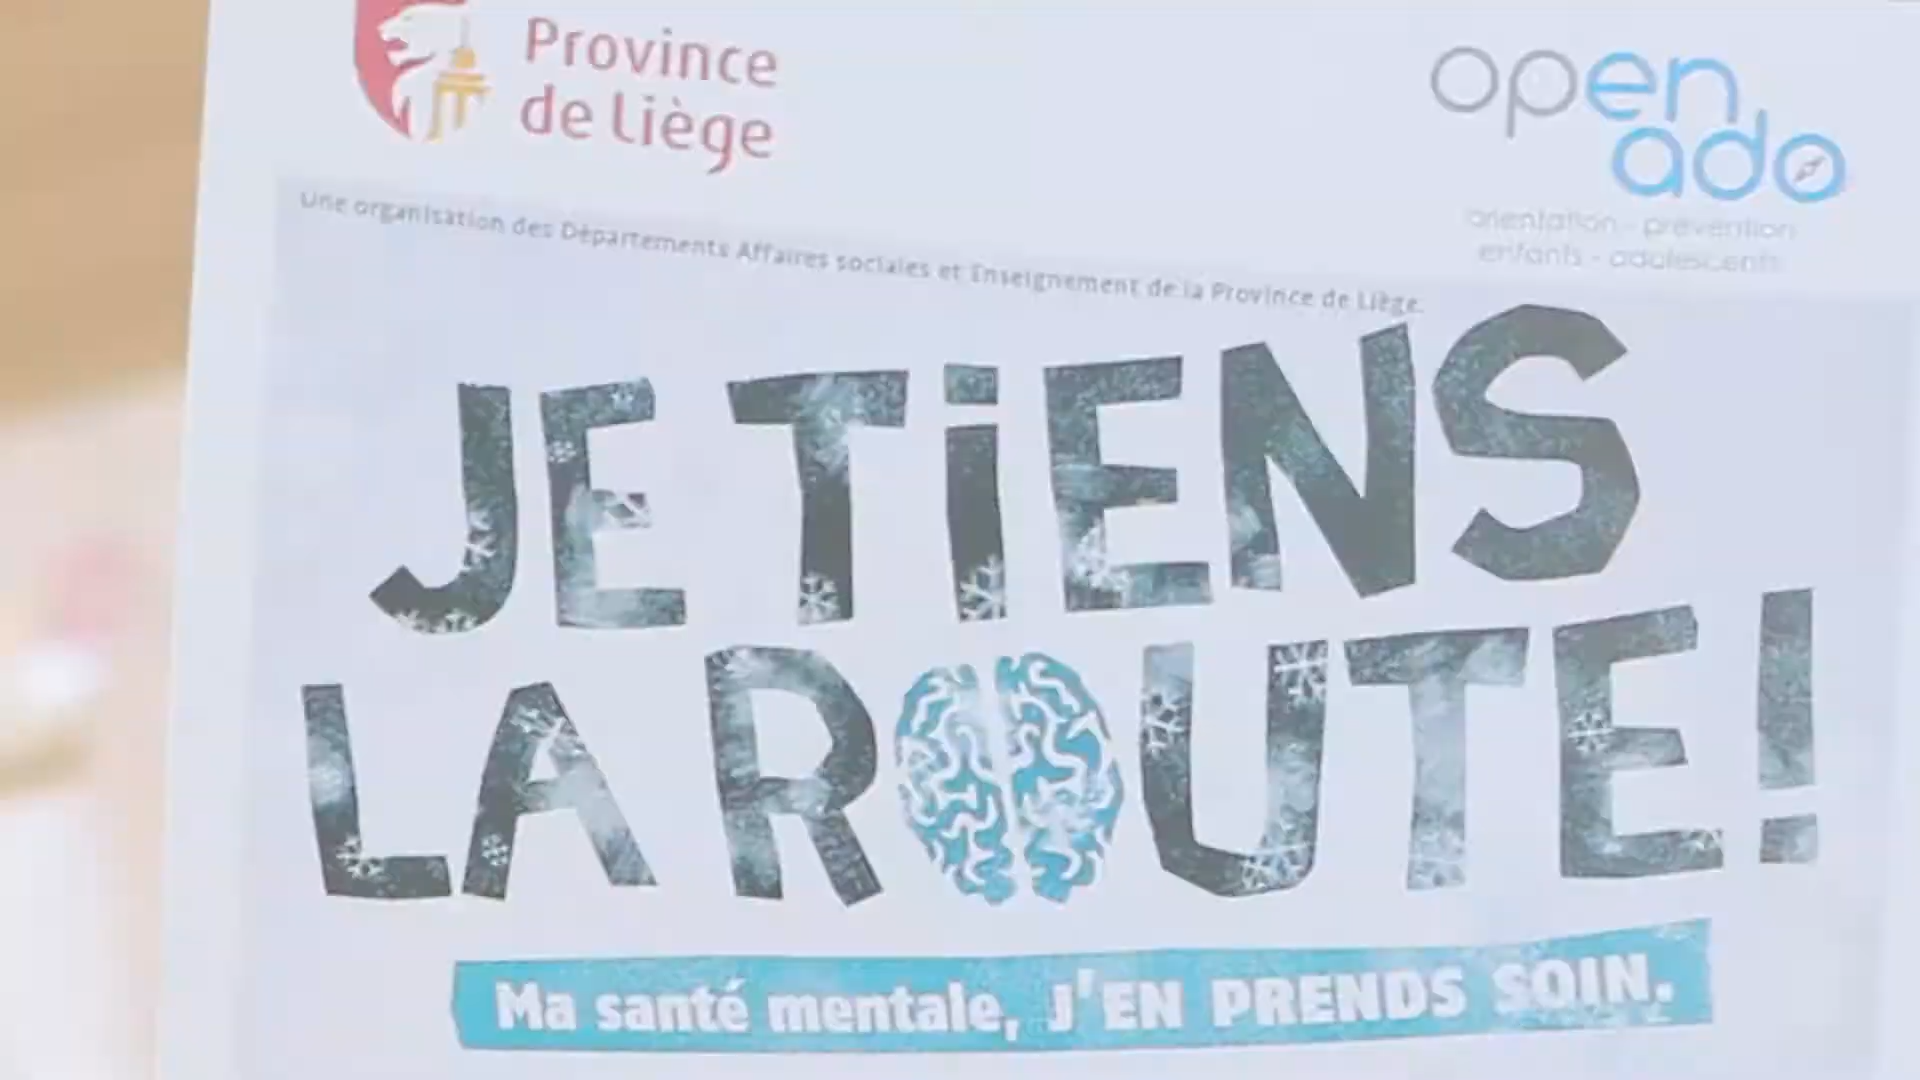 Province
de Liège
open
ado
orientation - prévention
enfants - adolescents
Une organisation des Départements Affaires sociales et Enseignement de la Province de Liège.
JE TiENS
LA ROUTE !
Ma santé mentale, J'EN PRENDS SOIN.